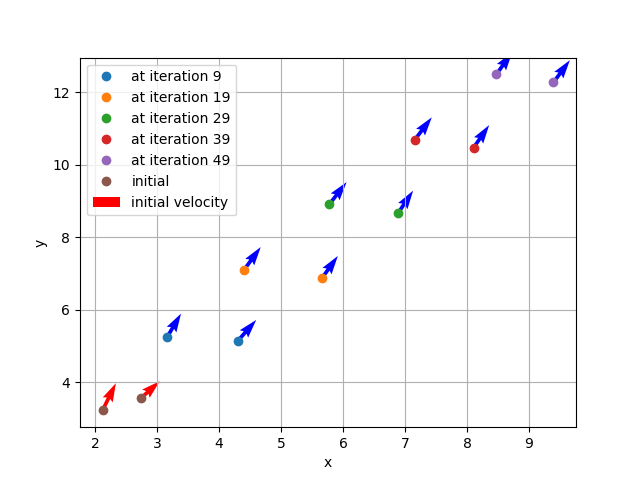 at iteration 9
at iteration 19
at iteration 29
at iteration 39
at iteration 49
initial
initial velocity
12
10
8
6
4
y
2 3 4 5 6 7 8 9
x